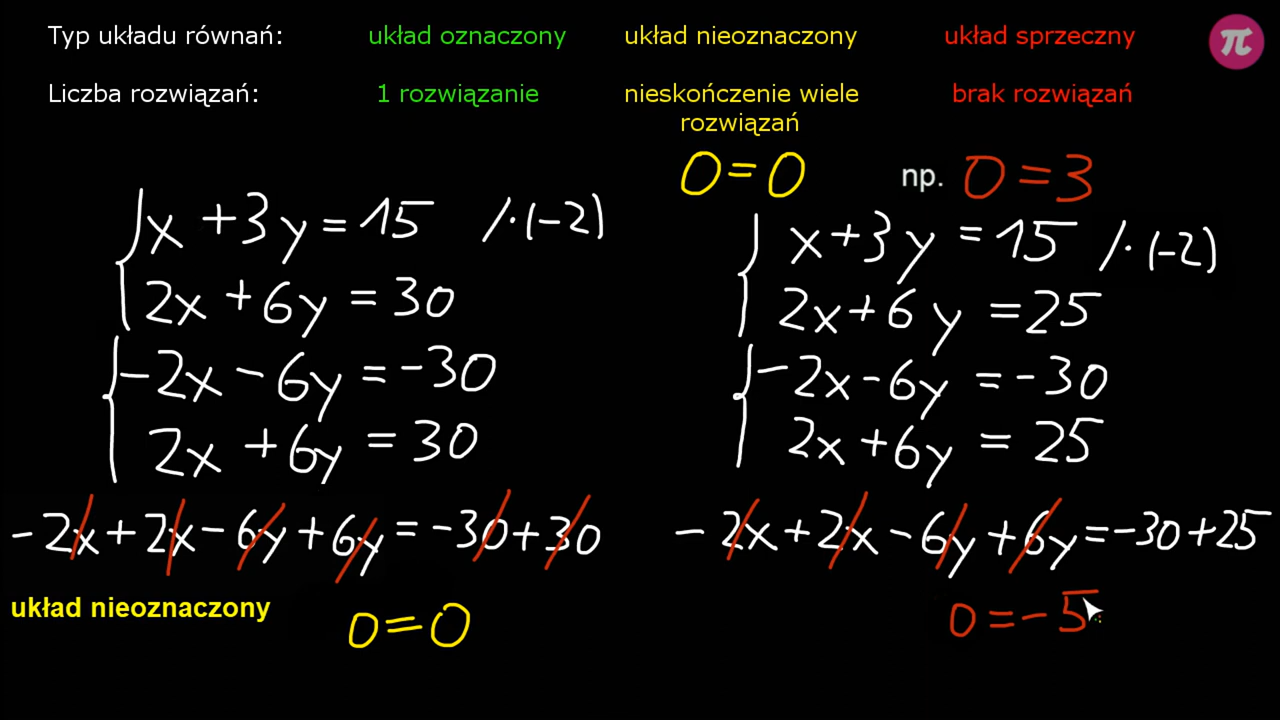 Typ układu równań: układ oznaczony układ nieoznaczony układ sprzeczny
Liczba rozwiązań: 1 rozwiązanie nieskończenie wiele rozwiązań brak rozwiązań
0=0 np. 0=3
x+3y=15 /·(-2)
2x+6y=30
-2x-6y=-30
2x+6y=30
-2x+2x-6y+6y=-30+30
układ nieoznaczony 0=0
x+3y=15 /·(-2)
2x+6y=25
-2x-6y=-30
2x+6y=25
-2x+2x-6y+6y=-30+25
0=-5
π